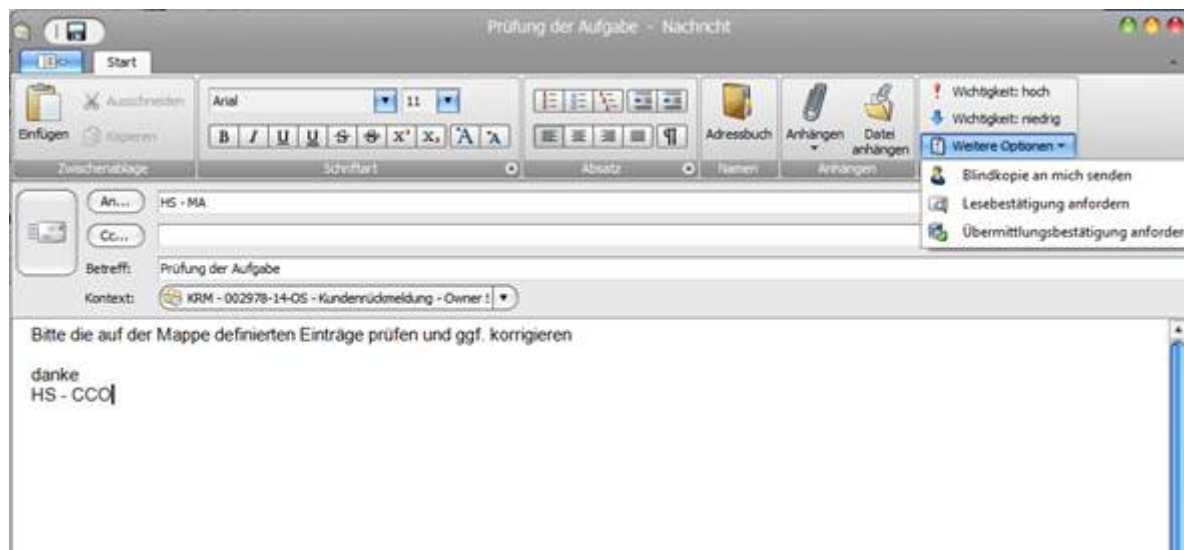 Prüfung der Aufgabe - Nachricht
Start
Ausschneiden
Arial
11
Wichtigkeit: hoch
Wichtigkeit: niedrig
Einfügen
Kopieren
B I U U S S X² X₂ A A
Adressbuch
Anhängen
Datei anhängen
Weitere Optionen
Zwischenablage
Schriftart
Absatz
Namen
Anhängen
Blindkopie an mich senden
Lesebestätigung anfordern
Übermittlungsbestätigung anforder
An...
HS - MA
Cc...
Betreff:
Prüfung der Aufgabe
Kontext:
KRM - 002978-14-OS - Kundenrückmeldung - Owner
Bitte die auf der Mappe definierten Einträge prüfen und ggf. korrigieren
danke
HS - CCO